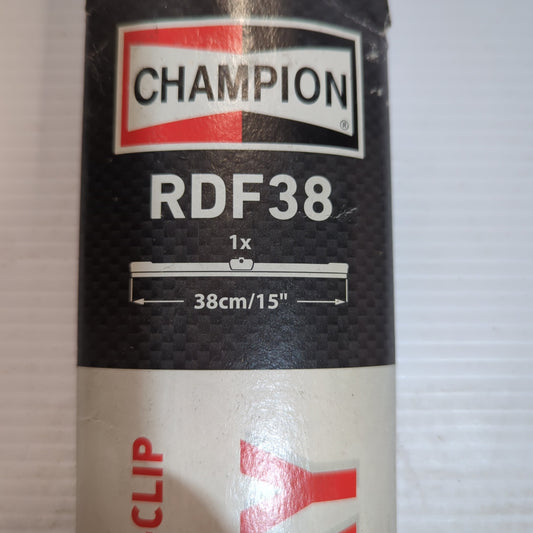 CHAMPION
®
RDF38
1x
38cm/15"
-CLIP